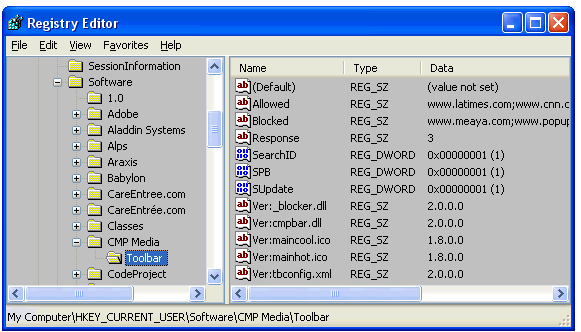 Registry Editor
File Edit View Favorites Help
SessionInformation
Software
1.0
Adobe
Aladdin Systems
Alps
Araxis
Babylon
CareEntree.com
CareEntrée.com
Classes
CMP Media
Toolbar
CodeProject
Name Type Data
(Default) REG_SZ (value not set)
Allowed REG_SZ www.latimes.com;www.cnn.c
Blocked REG_SZ www.meaya.com;www.popup
Response REG_SZ 3
SearchID REG_DWORD 0x00000001 (1)
SPB REG_DWORD 0x00000001 (1)
SUpdate REG_DWORD 0x00000001 (1)
Ver:_blocker.dll REG_SZ 2.0.0.0
Ver:cmpbar.dll REG_SZ 2.0.0.0
Ver:maincool.ico REG_SZ 1.8.0.0
Ver:mainhot.ico REG_SZ 1.8.0.0
Ver:tbconfig.xml REG_SZ 2.0.0.0
My Computer\HKEY_CURRENT_USER\Software\CMP Media\Toolbar